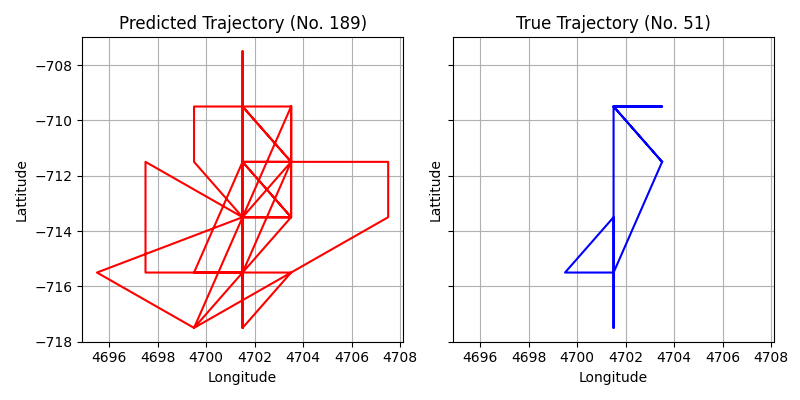 Predicted Trajectory (No. 189)
True Trajectory (No. 51)
Lattitude
−708
−710
−712
−714
−716
−718
4696 4698 4700 4702 4704 4706 4708
Longitude
Lattitude
4696 4698 4700 4702 4704 4706 4708
Longitude